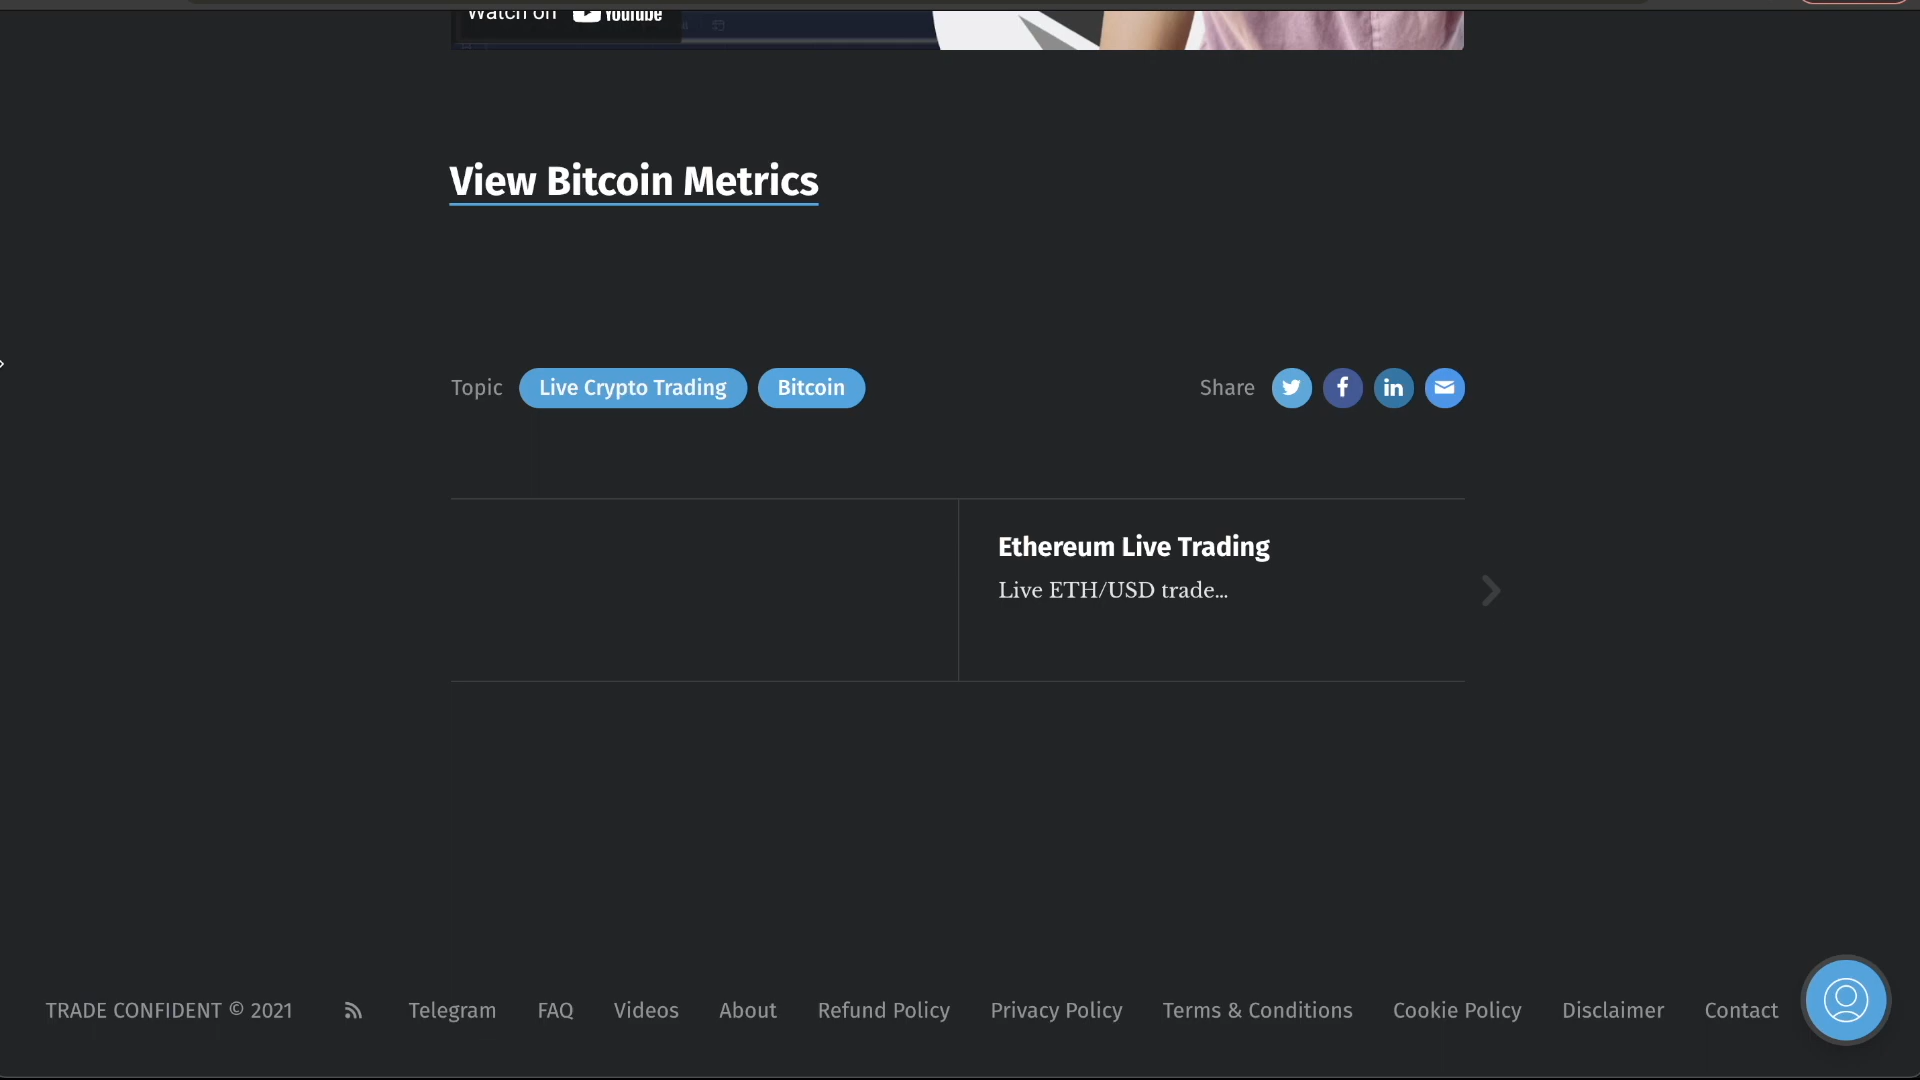 Watch on YouTube
View Bitcoin Metrics
Topic Live Crypto Trading Bitcoin Share
Ethereum Live Trading
Live ETH/USD trade...
TRADE CONFIDENT © 2021 Telegram FAQ Videos About Refund Policy Privacy Policy Terms & Conditions Cookie Policy Disclaimer Contact